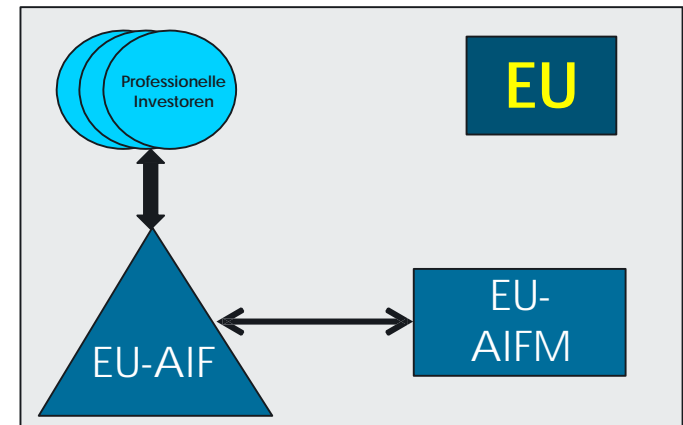 Professionelle
Investoren
EU
EU-AIF
EU-
AIFM